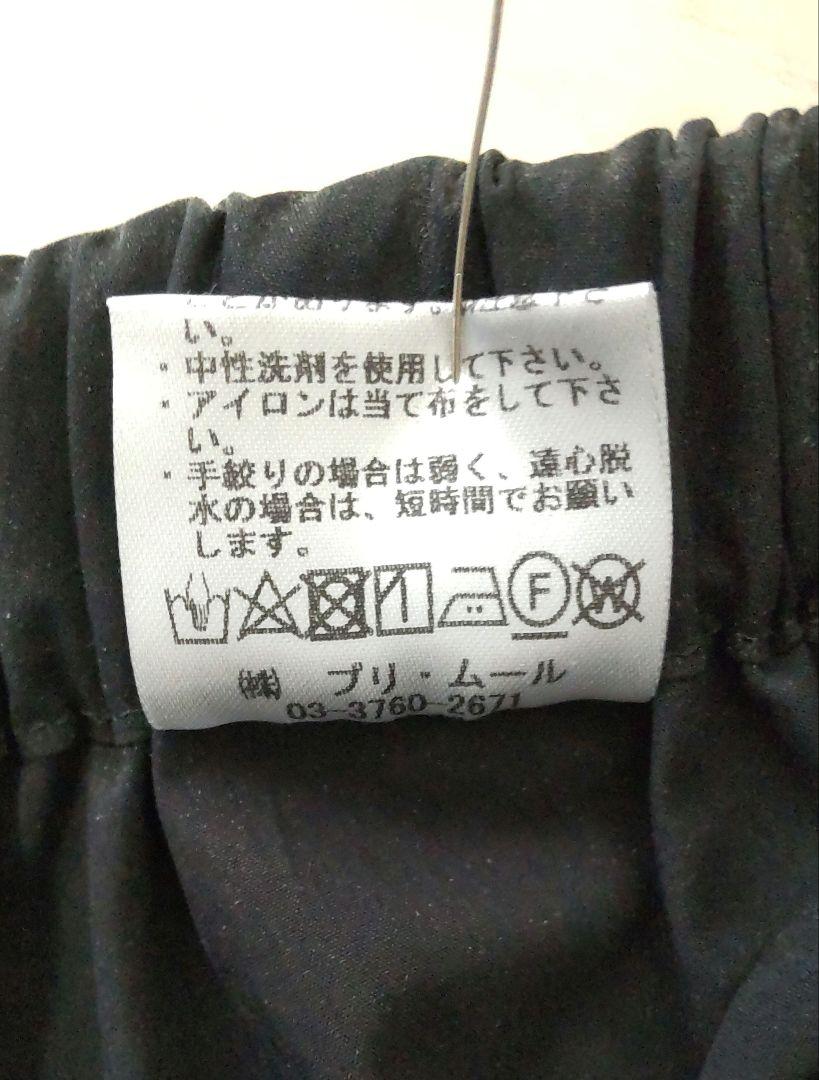 い。
・中性洗剤を使用して下さい。
・アイロンは当て布をして下さ
い。
・手絞りの場合は弱く、遠心脱
水の場合は、短時間でお願い
します。
F W
㈱ プリ・ムール
03-3760-2671